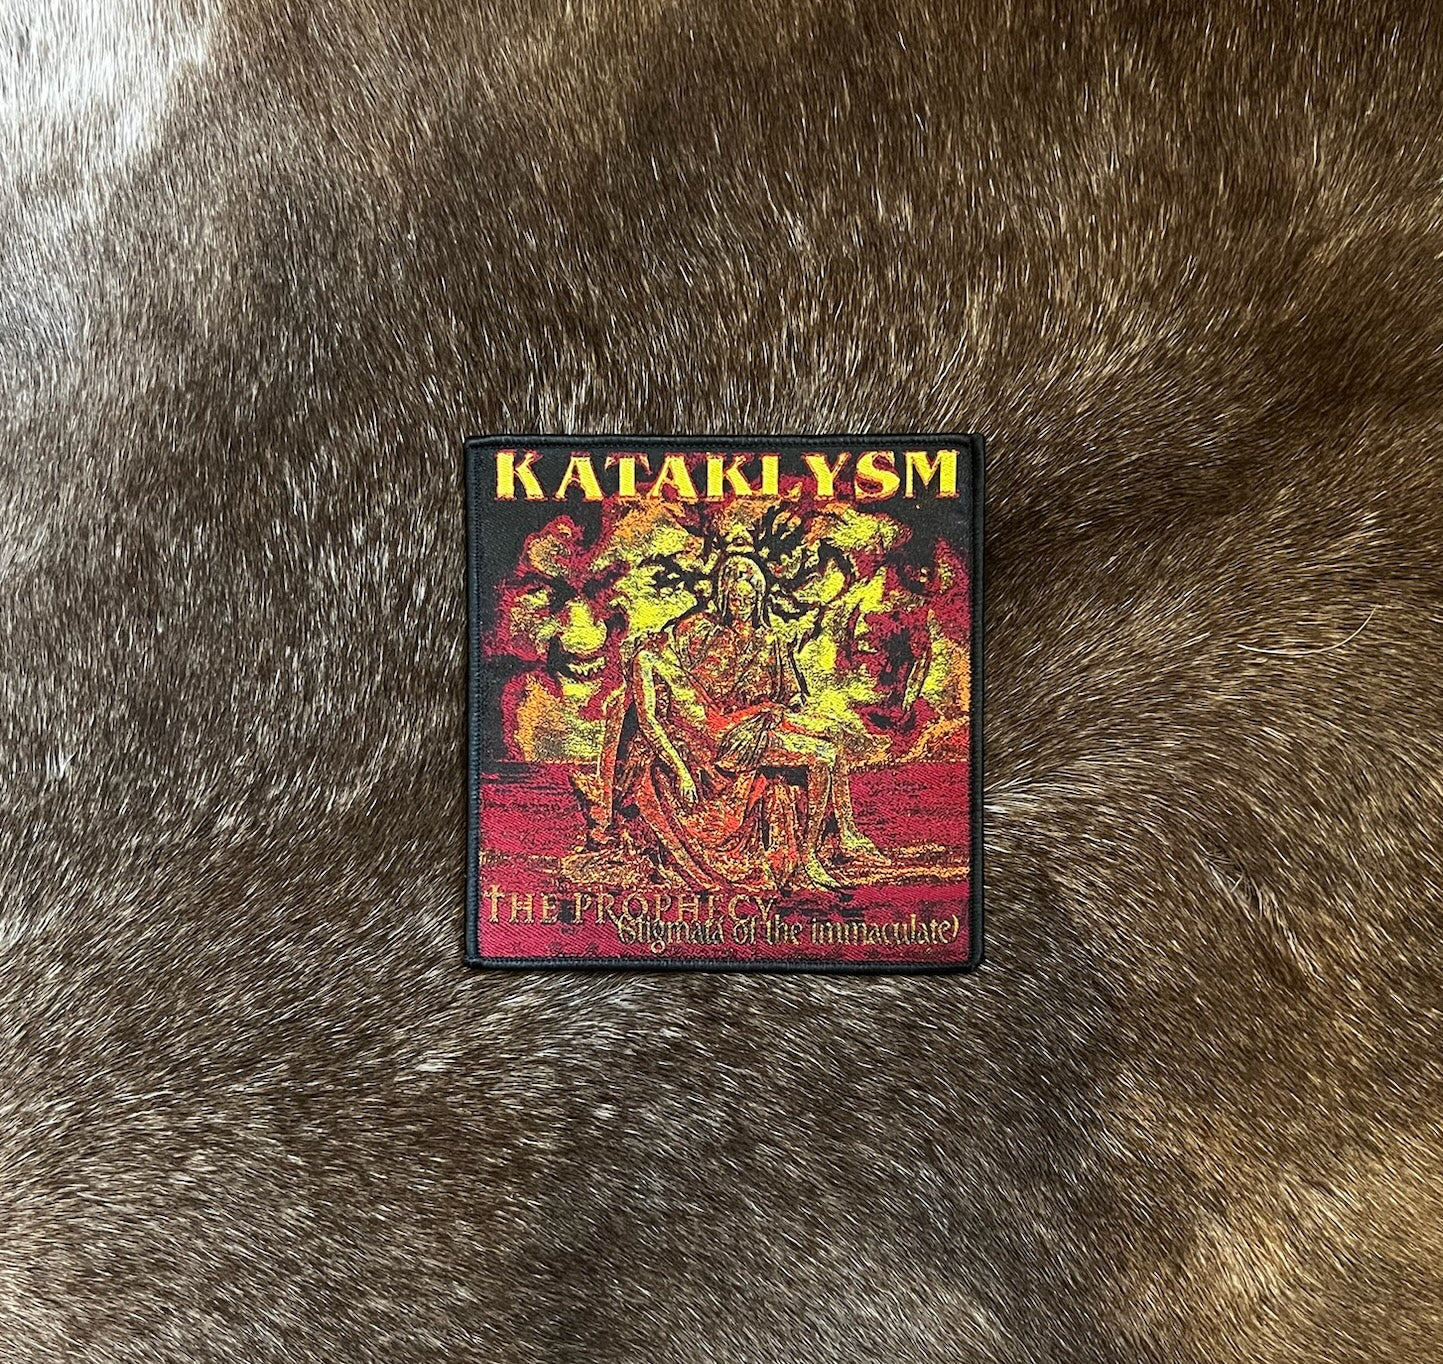 KATAKLYSM
THE PROPHECY
(Stigmata of the immaculate)